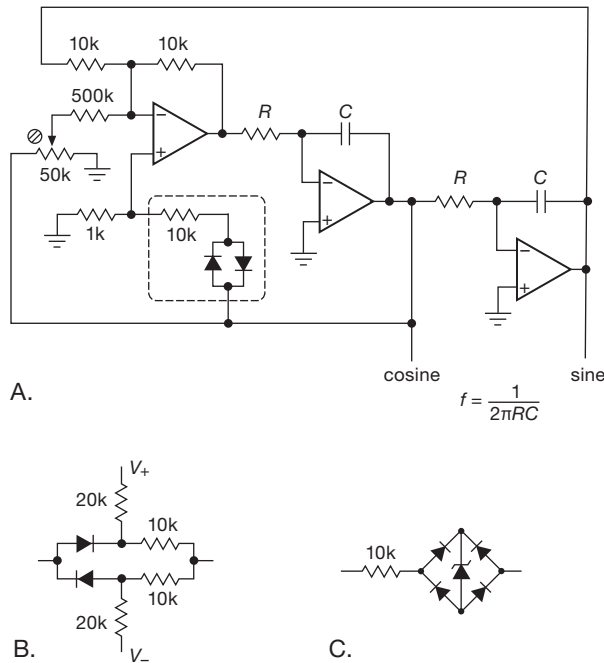 10k
10k
500k
R
C
50k
−
+
1k
10k
−
+
R
C
−
+
cosine
sine
A.
f = 1/2πRC
V+
20k
10k
10k
20k
V−
B.
10k
C.